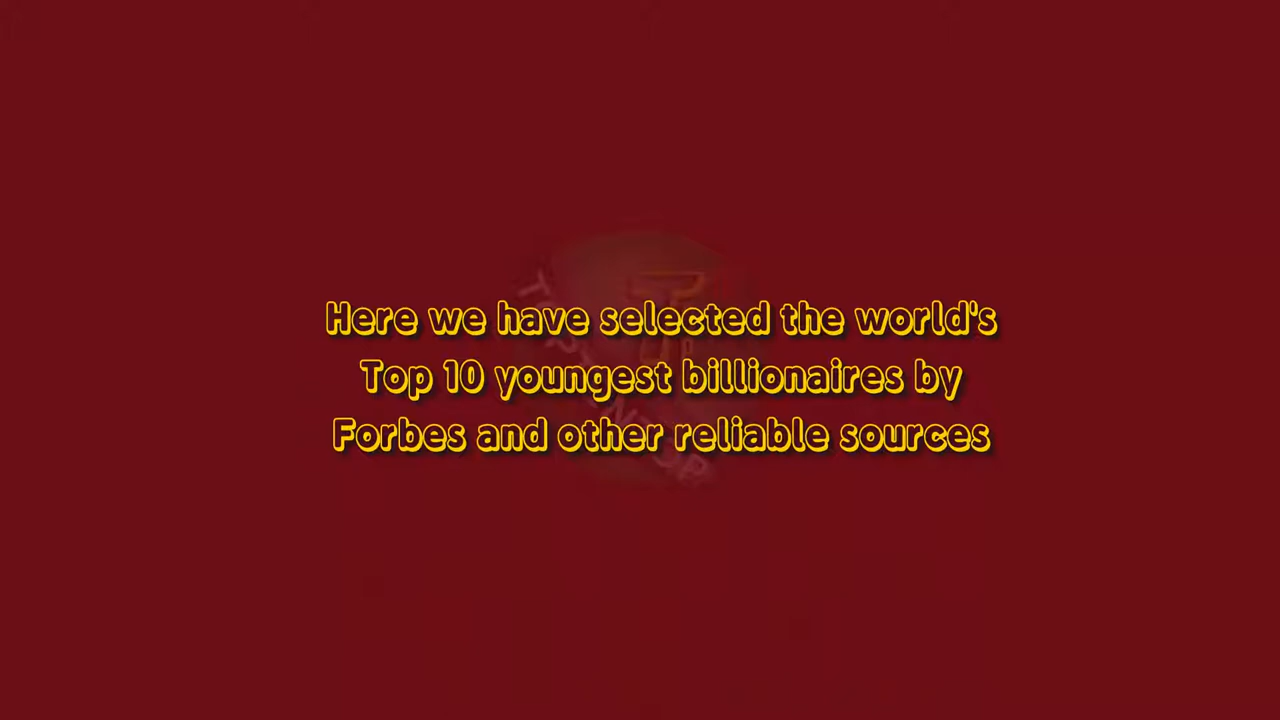 Here we have selected the world's
Top 10 youngest billionaires by
Forbes and other reliable sources